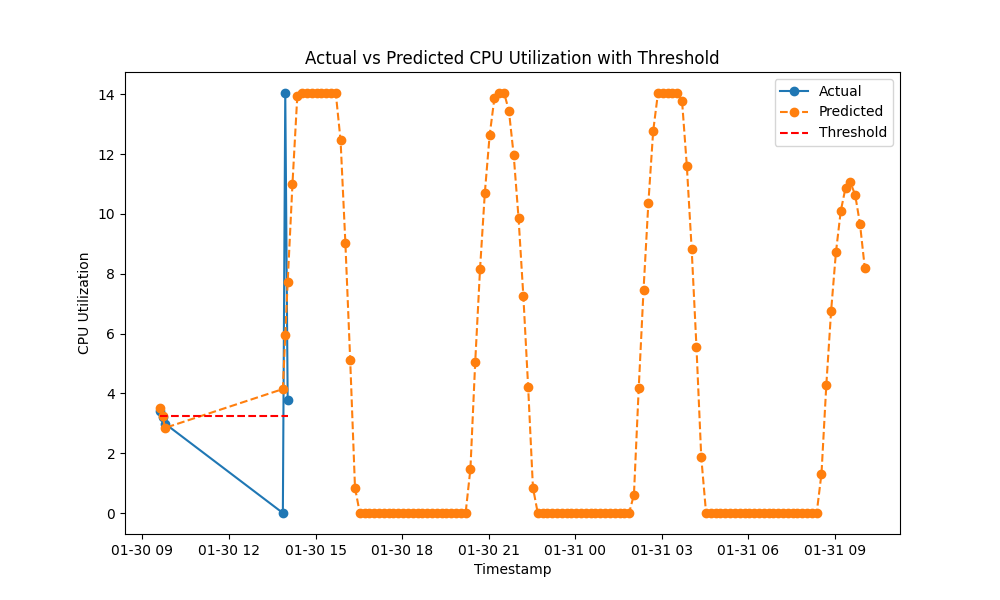 Actual vs Predicted CPU Utilization with Threshold
Actual
Predicted
Threshold
CPU Utilization
14
12
10
8
6
4
2
0
01-30 09
01-30 12
01-30 15
01-30 18
01-30 21
01-31 00
01-31 03
01-31 06
01-31 09
Timestamp